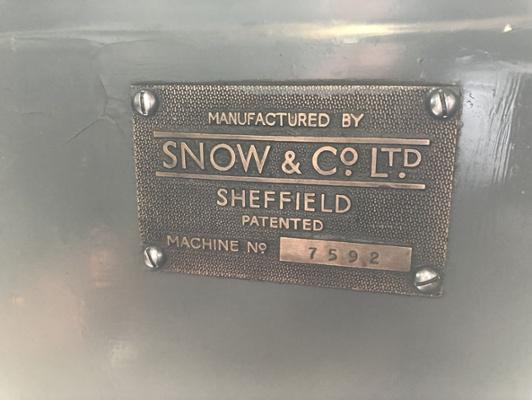 MANUFACTURED BY
SNOW & Co LTD
SHEFFIELD
PATENTED
MACHINE No 7592